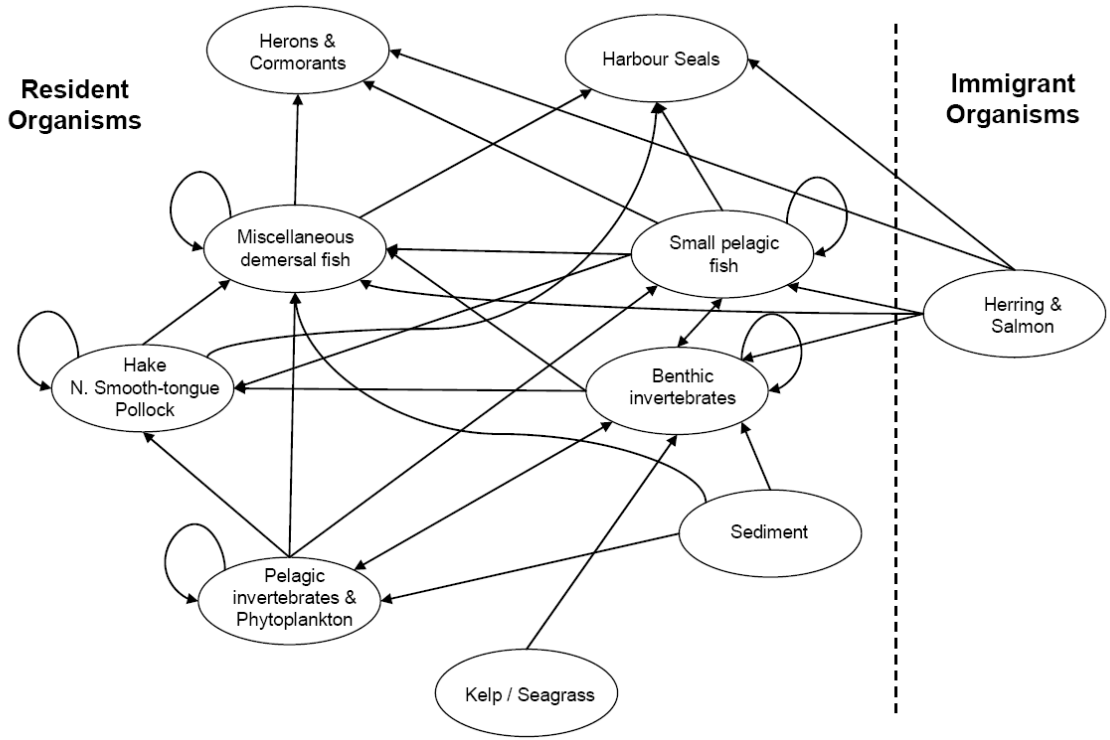 Herons &
Cormorants
Harbour Seals
Resident
Organisms
Immigrant
Organisms
Miscellaneous
demersal fish
Small pelagic
fish
Herring &
Salmon
Hake
N. Smooth-tongue
Pollock
Benthic
invertebrates
Sediment
Pelagic
invertebrates &
Phytoplankton
Kelp / Seagrass